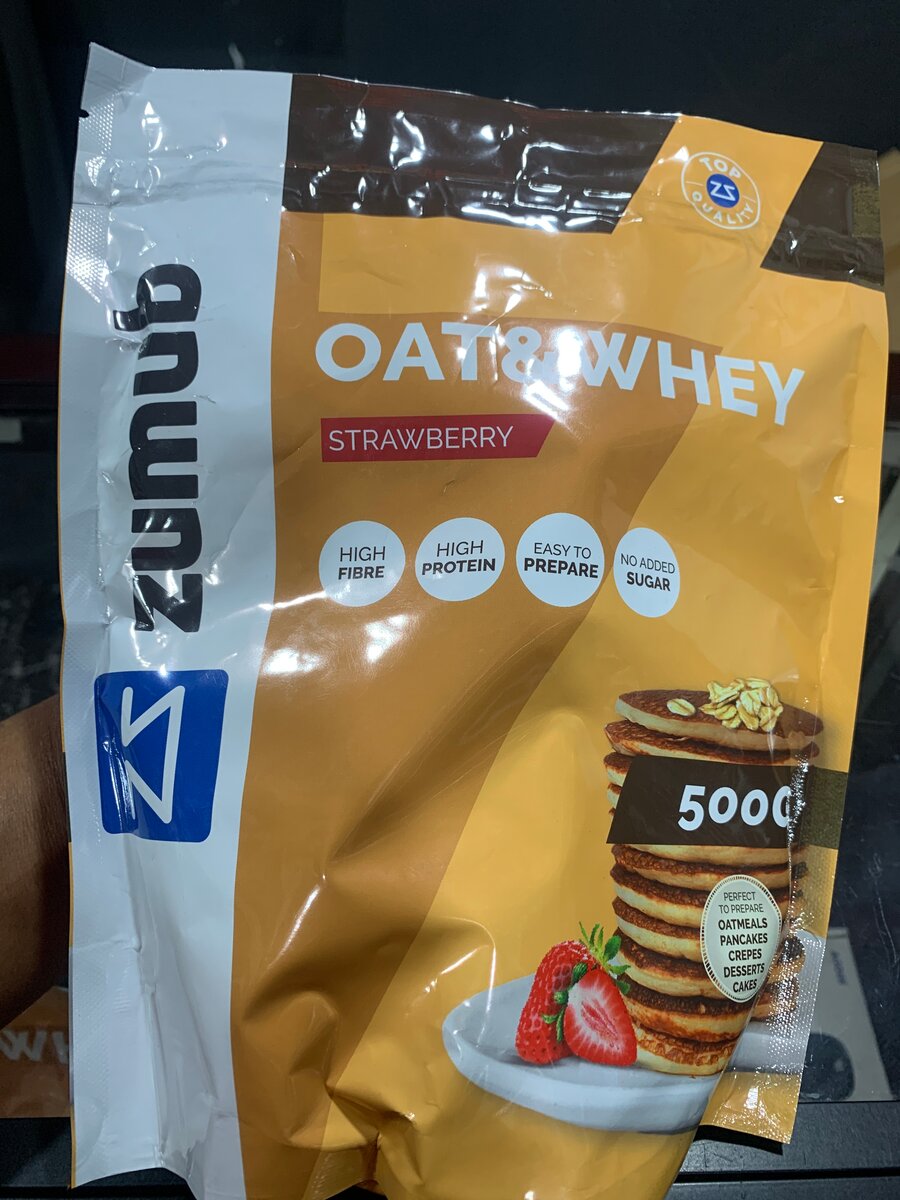 zumub
TOP
QUALITY
OAT& WHEY
STRAWBERRY
HIGH
FIBRE
HIGH
PROTEIN
EASY TO
PREPARE
NO ADDED
SUGAR
500G
PERFECT
TO PREPARE
OATMEALS
PANCAKES
CREPES
DESSERTS
CAKES